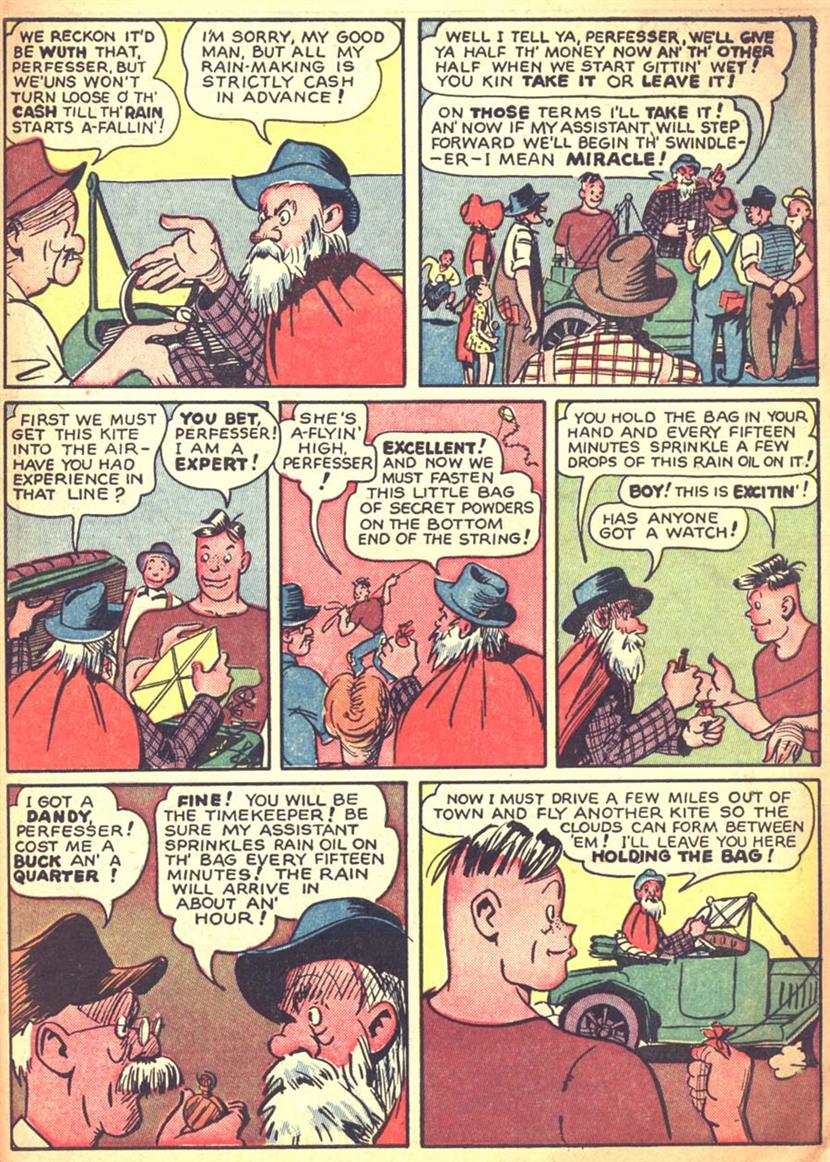 WE RECKON IT'D
BE WUTH THAT,
PERFESSER, BUT
WE'UNS WON'T
TURN LOOSE O' TH'
CASH TILL TH' RAIN
STARTS A-FALLIN'!
I'M SORRY, MY GOOD
MAN, BUT ALL MY
RAIN-MAKING IS
STRICTLY CASH
IN ADVANCE!
WELL I TELL YA, PERFESSER, WE'LL GIVE
YA HALF TH' MONEY NOW AN' TH' OTHER
HALF WHEN WE START GITTIN' WET!
YOU KIN TAKE IT OR LEAVE IT!
ON THOSE TERMS I'LL TAKE IT!
AN' NOW IF MY ASSISTANT WILL STEP
FORWARD WE'LL BEGIN TH' SWINDLE-
-ER-I MEAN MIRACLE!
FIRST WE MUST
GET THIS KITE
INTO THE AIR-
HAVE YOU HAD
EXPERIENCE IN
THAT LINE?
YOU BET,
PERFESSER!
I AM A
EXPERT!
SHE'S
A-FLYIN'
HIGH,
PERFESSER
!
EXCELLENT!
AND NOW WE
MUST FASTEN
THIS LITTLE BAG
OF SECRET POWDERS
ON THE BOTTOM
END OF THE STRING!
YOU HOLD THE BAG IN YOUR
HAND AND EVERY FIFTEEN
MINUTES SPRINKLE A FEW
DROPS OF THIS RAIN OIL ON IT!
BOY! THIS IS EXCITIN'!
HAS ANYONE
GOT A WATCH!
I GOT A
DANDY,
PERFESSER!
COST ME A
BUCK AN' A
QUARTER!
FINE! YOU WILL BE
THE TIMEKEEPER! BE
SURE MY ASSISTANT
SPRINKLES RAIN OIL ON
TH' BAG EVERY FIFTEEN
MINUTES! THE RAIN
WILL ARRIVE IN
ABOUT AN'
HOUR!
NOW I MUST DRIVE A FEW MILES OUT OF
TOWN AND FLY ANOTHER KITE SO THE
CLOUDS CAN FORM BETWEEN
'EM! I'LL LEAVE YOU HERE
HOLDING THE BAG!